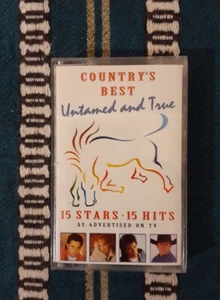 COUNTRY'S
BEST
Untamed and True
15 STARS · 15 HITS
AS ADVERTISED ON TV